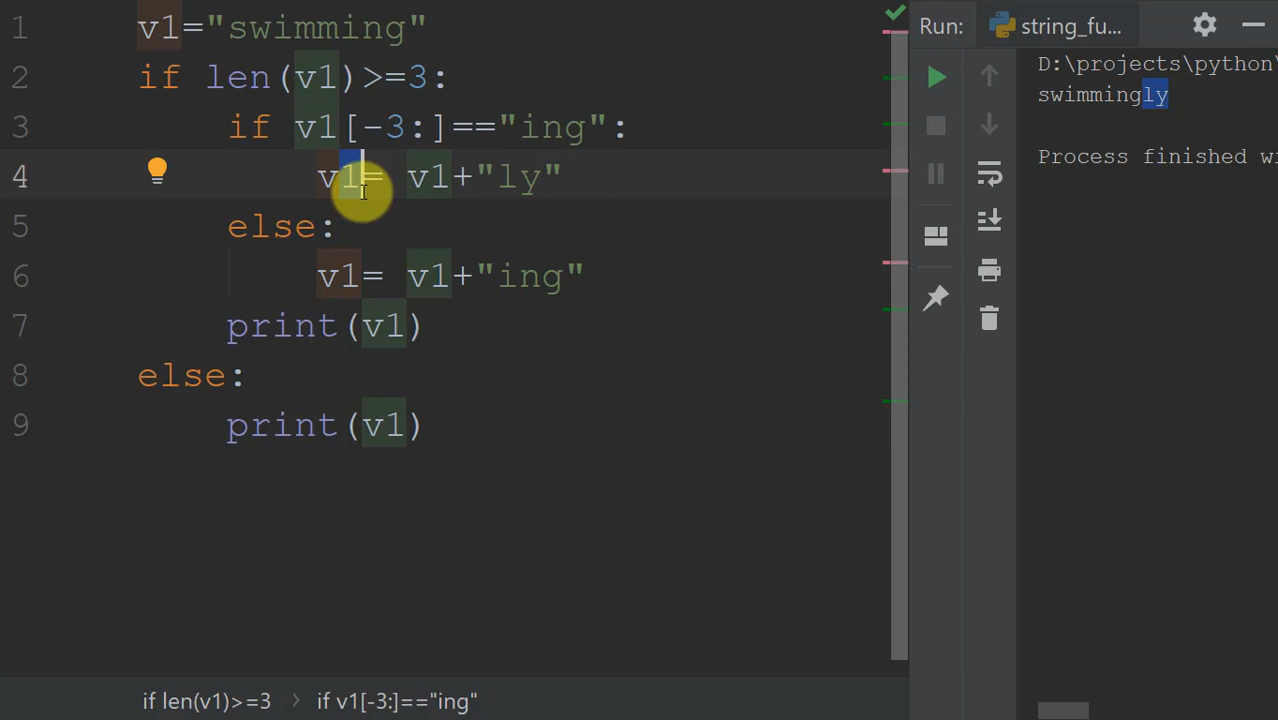 1 v1="swimming"
2 if len(v1)>=3:
3 if v1[-3:]=="ing":
4 v1= v1+"ly"
5 else:
6 v1= v1+"ing"
7 print(v1)
8 else:
9 print(v1)
if len(v1)>=3 > if v1[-3:]=="ing"
Run: string_fu...
D:\projects\python\
swimmingly
Process finished wi